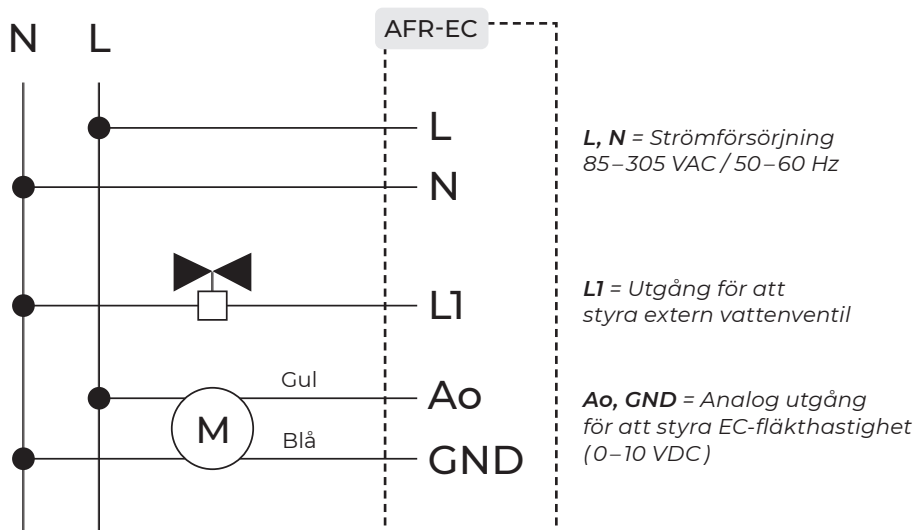 AFR-EC
N L
L
N
L, N = Strömförsörjning
85–305 VAC / 50–60 Hz
L1
L1 = Utgång för att
styra extern vattenventil
Gul
Ao
M
Blå
GND
Ao, GND = Analog utgång
för att styra EC-fläkthastighet
(0–10 VDC)